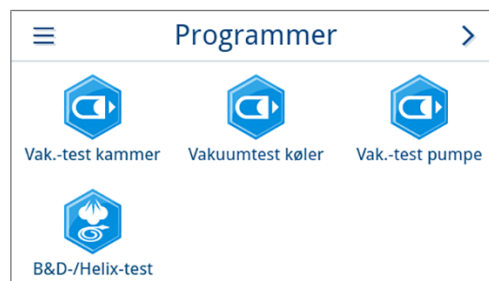 Programmer
Vak.-test kammer
Vakuumtest køler
Vak.-test pumpe
B&D-/Helix-test